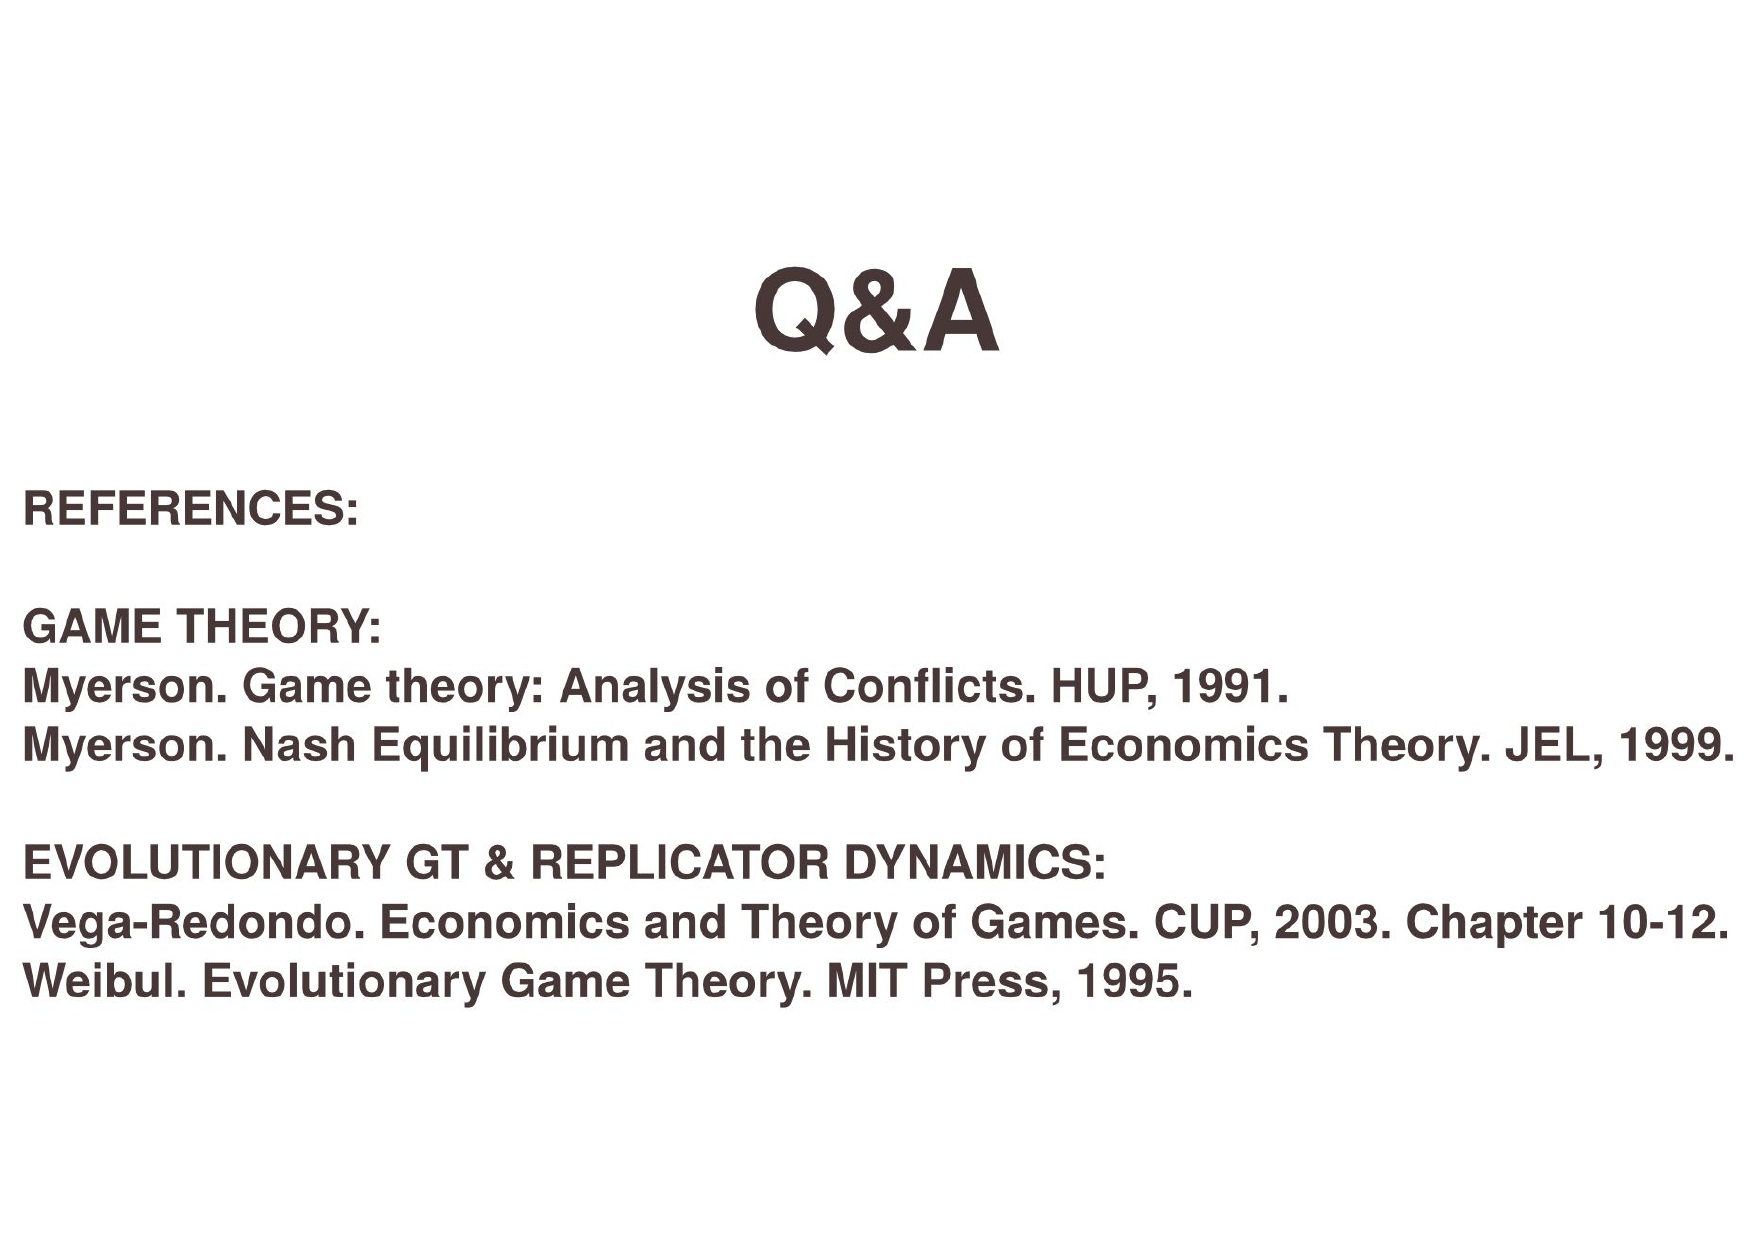 Q&A
REFERENCES:
GAME THEORY:
Myerson. Game theory: Analysis of Conflicts. HUP, 1991.
Myerson. Nash Equilibrium and the History of Economics Theory. JEL, 1999.
EVOLUTIONARY GT & REPLICATOR DYNAMICS:
Vega-Redondo. Economics and Theory of Games. CUP, 2003. Chapter 10-12.
Weibul. Evolutionary Game Theory. MIT Press, 1995.